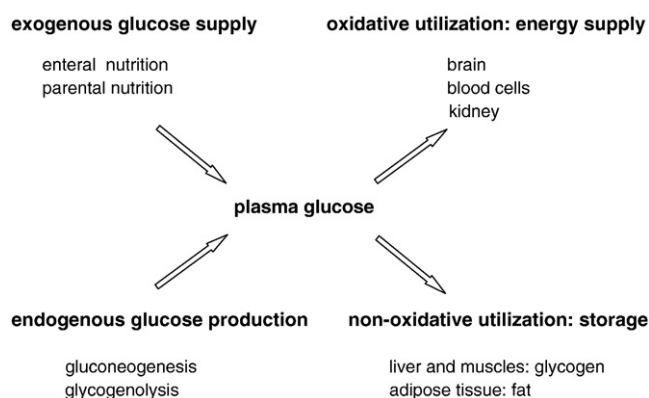 exogenous glucose supply
enteral nutrition
parental nutrition
oxidative utilization: energy supply
brain
blood cells
kidney
plasma glucose
endogenous glucose production
gluconeogenesis
glycogenolysis
non-oxidative utilization: storage
liver and muscles: glycogen
adipose tissue: fat